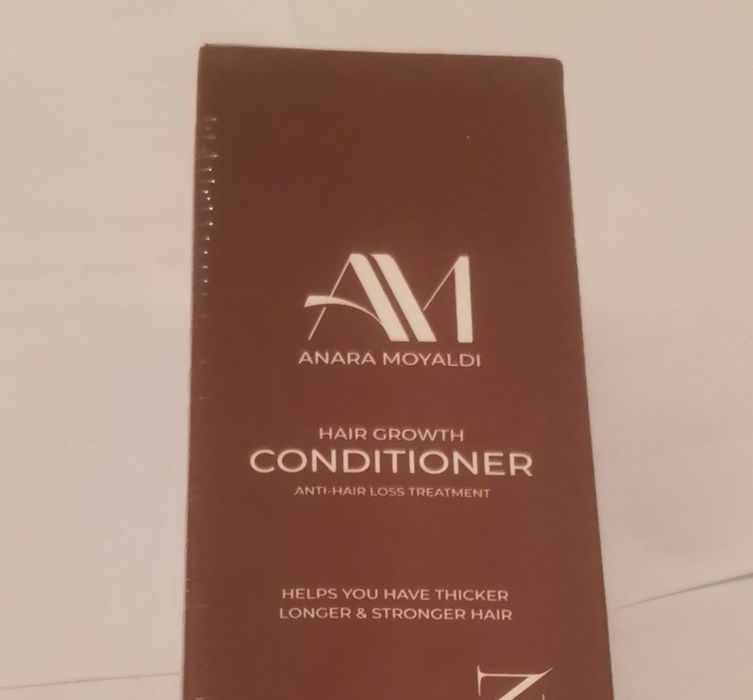 AM
ANARA MOYALDI
HAIR GROWTH
CONDITIONER
ANTI-HAIR LOSS TREATMENT
HELPS YOU HAVE THICKER
LONGER & STRONGER HAIR